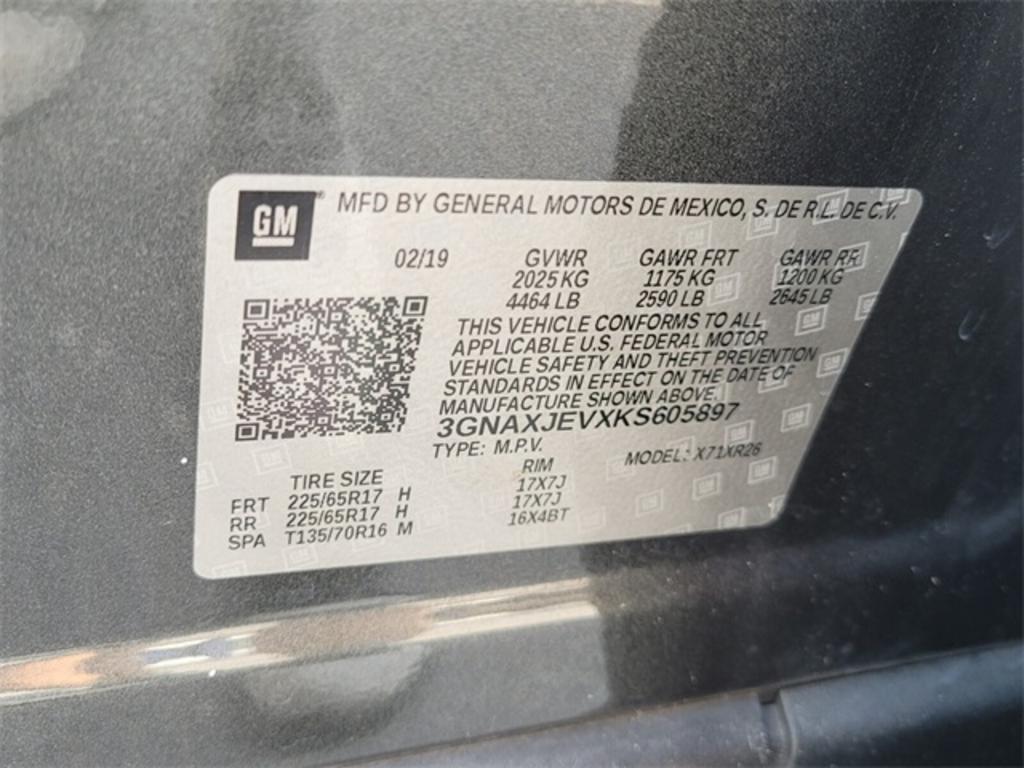 GM
MFD BY GENERAL MOTORS DE MEXICO, S. DE R.L. DE C.V.
02/19 GVWR GAWR FRT GAWR RR
2025 KG 1175 KG 1200 KG
4464 LB 2590 LB 2645 LB
THIS VEHICLE CONFORMS TO ALL
APPLICABLE U.S. FEDERAL MOTOR
VEHICLE SAFETY AND THEFT PREVENTION
STANDARDS IN EFFECT ON THE DATE OF
MANUFACTURE SHOWN ABOVE.
3GNAXJEVXKS605897
TYPE: M.P.V. MODEL: X71XR26
TIRE SIZE RIM
FRT 225/65R17 H 17X7J
RR 225/65R17 H 17X7J
SPA T135/70R16 M 16X4BT